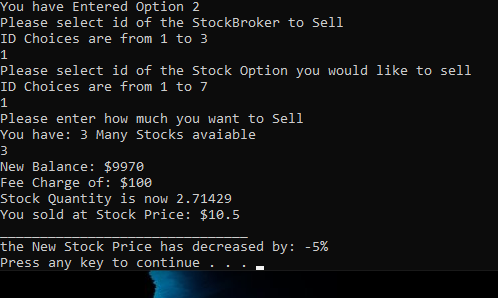 You have Entered Option 2
Please select id of the StockBroker to Sell
ID Choices are from 1 to 3
1
Please select id of the Stock Option you would like to sell
ID Choices are from 1 to 7
1
Please enter how much you want to Sell
You have: 3 Many Stocks avaiable
3
New Balance: $9970
Fee Charge of: $100
Stock Quantity is now 2.71429
You sold at Stock Price: $10.5
_______________________________
the New Stock Price has decreased by: -5%
Press any key to continue . . .